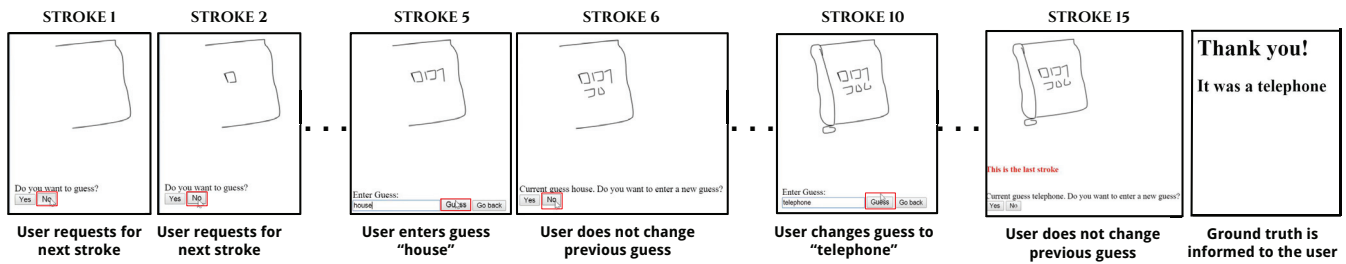 STROKE 1
STROKE 2
STROKE 5
STROKE 6
STROKE 10
STROKE 15
Do you want to guess?
Yes No
Do you want to guess?
Yes No
. . .
Enter Guess:
house Guess Go back
Current guess house. Do you want to enter a new guess?
Yes No
. . .
Enter Guess:
telephone Guess Go back
. . .
This is the last stroke
Current guess telephone. Do you want to enter a new guess?
Yes No
Thank you!
It was a telephone
User requests for
next stroke
User requests for
next stroke
User enters guess
“house”
User does not change
previous guess
User changes guess to
“telephone”
User does not change
previous guess
Ground truth is
informed to the user